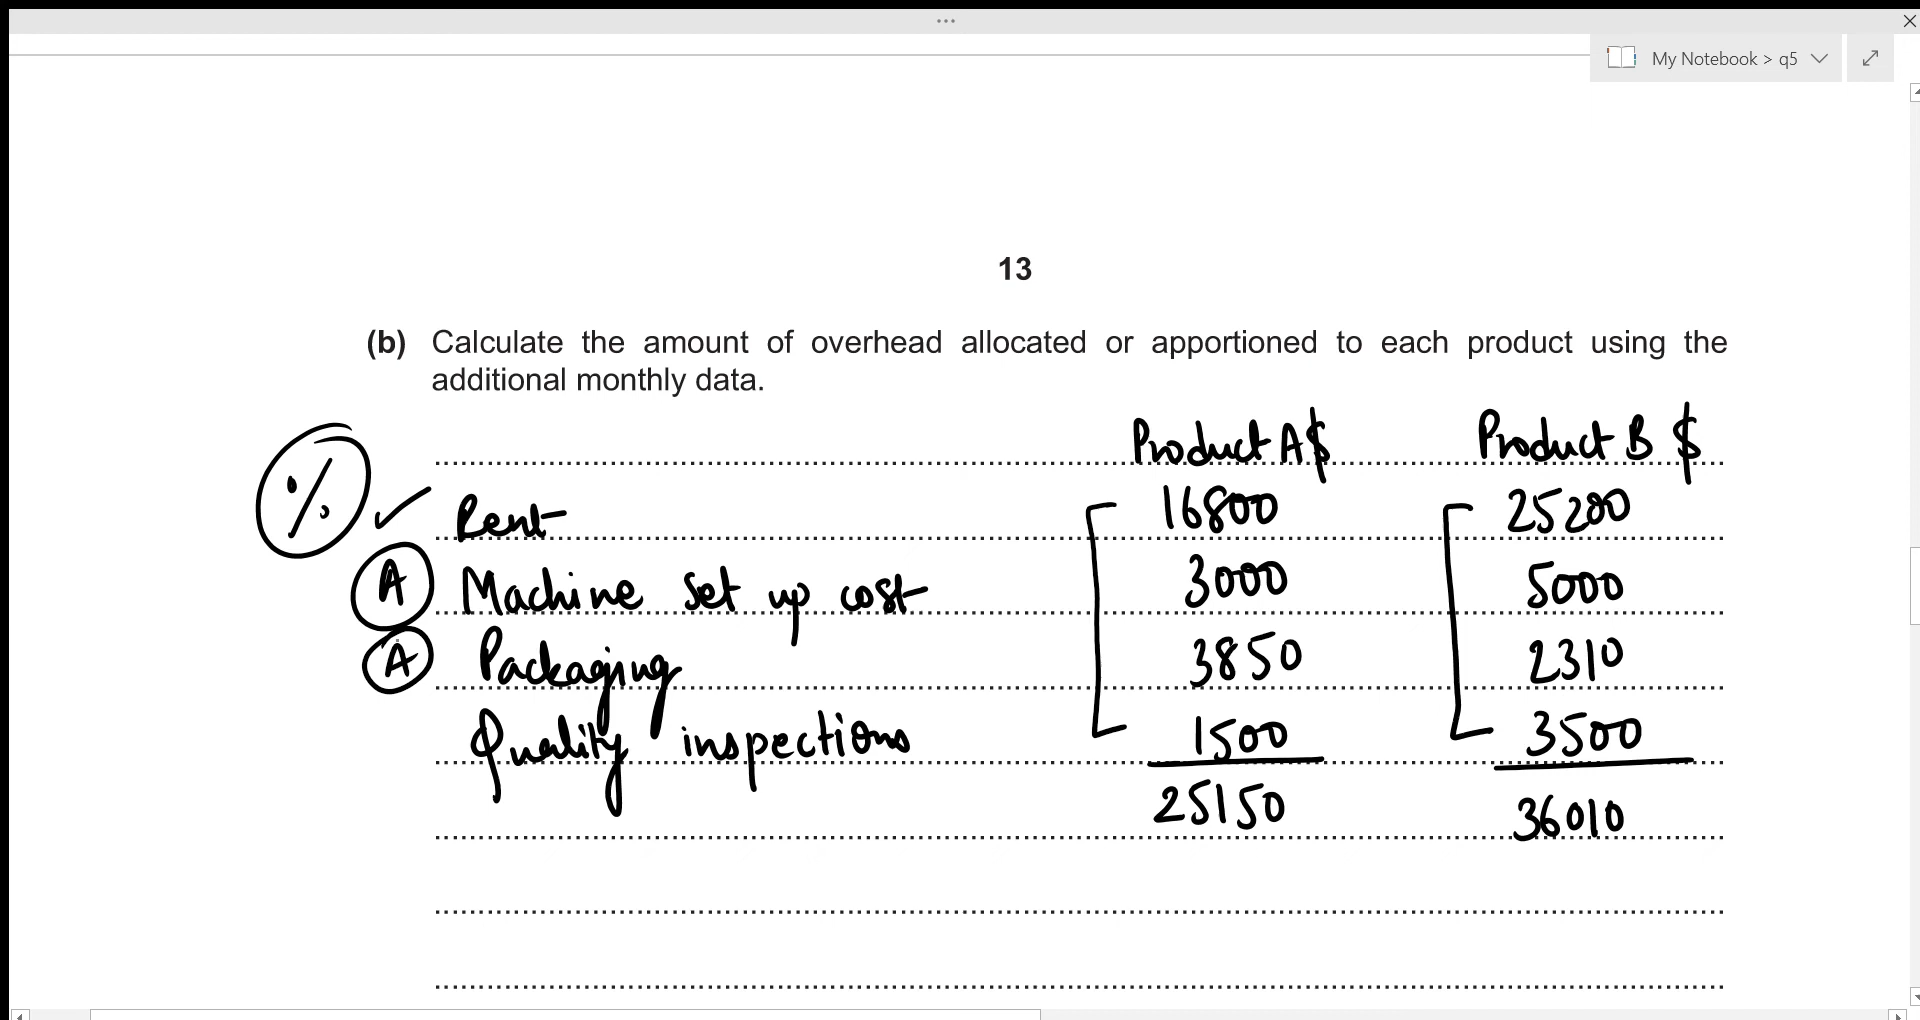 ...
My Notebook > q5
13
(b) Calculate the amount of overhead allocated or apportioned to each product using the
additional monthly data.
Product A $ Product B $
% Rent 16800 25200
A Machine set up cost 3000 5000
A Packaging 3850 2310
Quality inspections 1500 3500
25150 36010